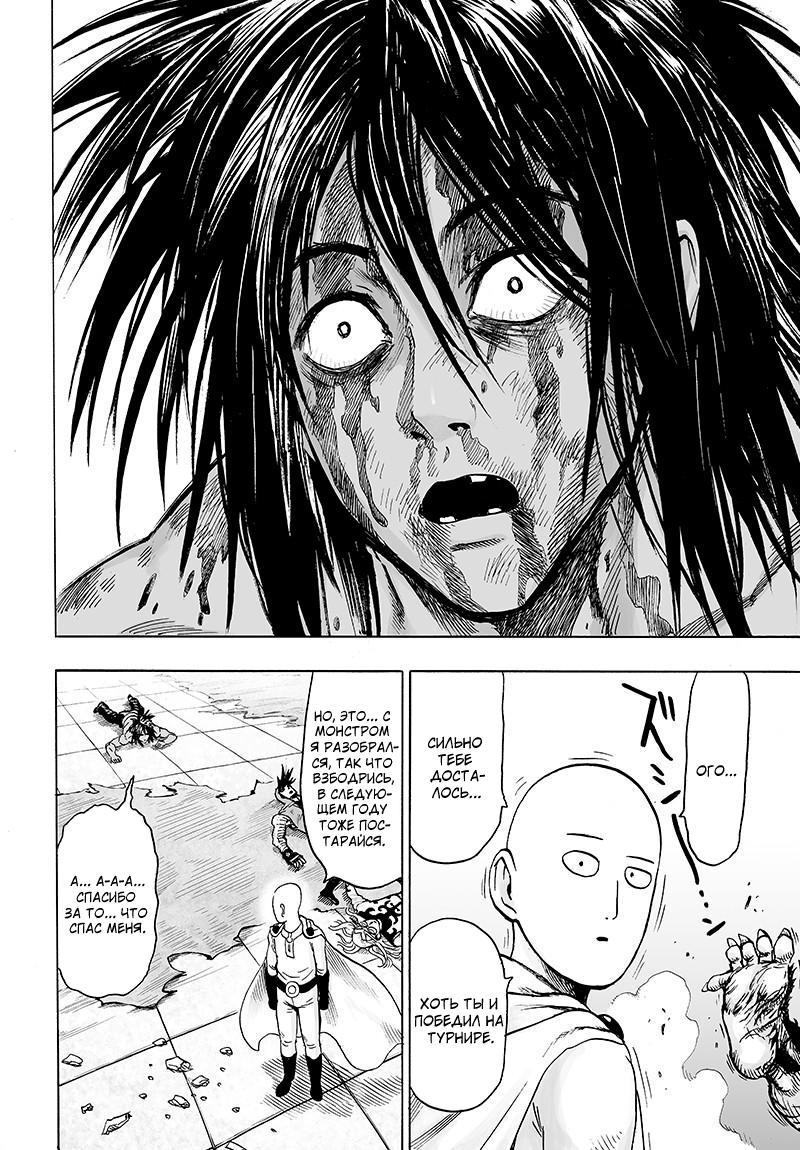 ОГО...
СИЛЬНО
ТЕБЕ
ДОСТА-
ЛОСЬ...
ХОТЬ ТЫ И
ПОБЕДИЛ НА
ТУРНИРЕ.
НО, ЭТО... С
МОНСТРОМ
Я РАЗОБРАЛ-
СЯ, ТАК ЧТО
ВЗБОДРИСЬ,
В СЛЕДУЮ-
ЩЕМ ГОДУ
ТОЖЕ ПОС-
ТАРАЙСЯ.
А... А-А-А...
СПАСИБО
ЗА ТО... ЧТО
СПАС МЕНЯ.
ズ...